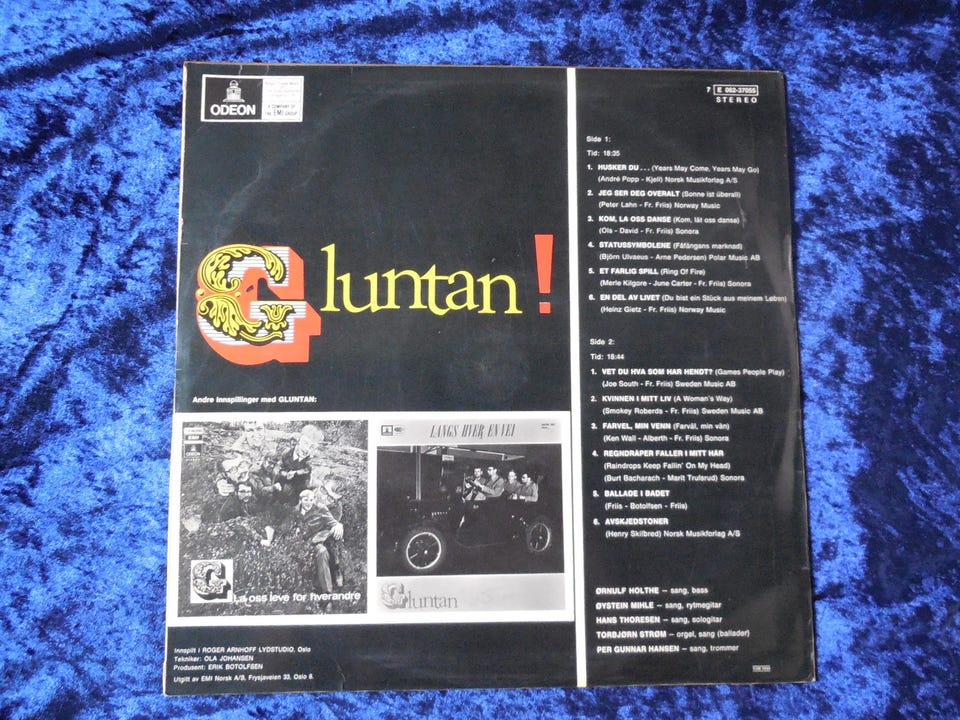 ODEON
A COMPANY OF
THE EMI GROUP
7 E 062-37055
STEREO
Gluntan!
Andre innspillinger med GLUNTAN:
La oss leve for hverandre
LANGS HVER EN VEI
Gluntan
Innspilt i ROGER ARNHOFF LYDSTUDIO, Oslo
Tekniker: OLA JOHANSEN
Produsent: ERIK BOTOLFSEN
Utgitt av EMI Norsk A/S, Frysjaveien 33, Oslo 8.
Side 1:
Tid: 18:35
1. HUSKER DU . . . (Years May Come, Years May Go)
(André Popp - Kjell) Norsk Musikforlag A/S
2. JEG SER DEG OVERALT (Sonne ist überall)
(Peter Lahn - Fr. Friis) Norway Music
3. KOM, LA OSS DANSE (Kom, låt oss dansa)
(Ols - David - Fr. Friis) Sonora
4. STATUSSYMBOLENE (Fåfängans marknad)
(Björn Ulvaeus - Arne Pedersen) Polar Music AB
5. ET FARLIG SPILL (Ring Of Fire)
(Merle Kilgore - June Carter - Fr. Friis) Sonora
6. EN DEL AV LIVET (Du bist ein Stück aus meinem Leben)
(Heinz Gietz - Fr. Friis) Norway Music
Side 2:
Tid: 18:44
1. VET DU HVA SOM HAR HENDT? (Games People Play)
(Joe South - Fr. Friis) Sweden Music AB
2. KVINNEN I MITT LIV (A Woman's Way)
(Smokey Roberds - Fr. Friis) Sweden Music AB
3. FARVEL, MIN VENN (Farväl, min vän)
(Ken Wall - Alberth - Fr. Friis) Sonora
4. REGNDRÅPER FALLER I MITT HÅR
(Raindrops Keep Fallin' On My Head)
(Burt Bacharach - Marit Trulsrud) Sonora
5. BALLADE I BADET
(Friis - Botolfsen - Friis)
6. AVSKJEDSTONER
(Henry Skilbred) Norsk Musikforlag A/S
ØRNULF HOLTHE – sang, bass
ØYSTEIN MIHLE – sang, rytmegitar
HANS THORESEN – sang, sologitar
TORBJØRN STRØM – orgel, sang (ballader)
PER GUNNAR HANSEN – sang, trommer